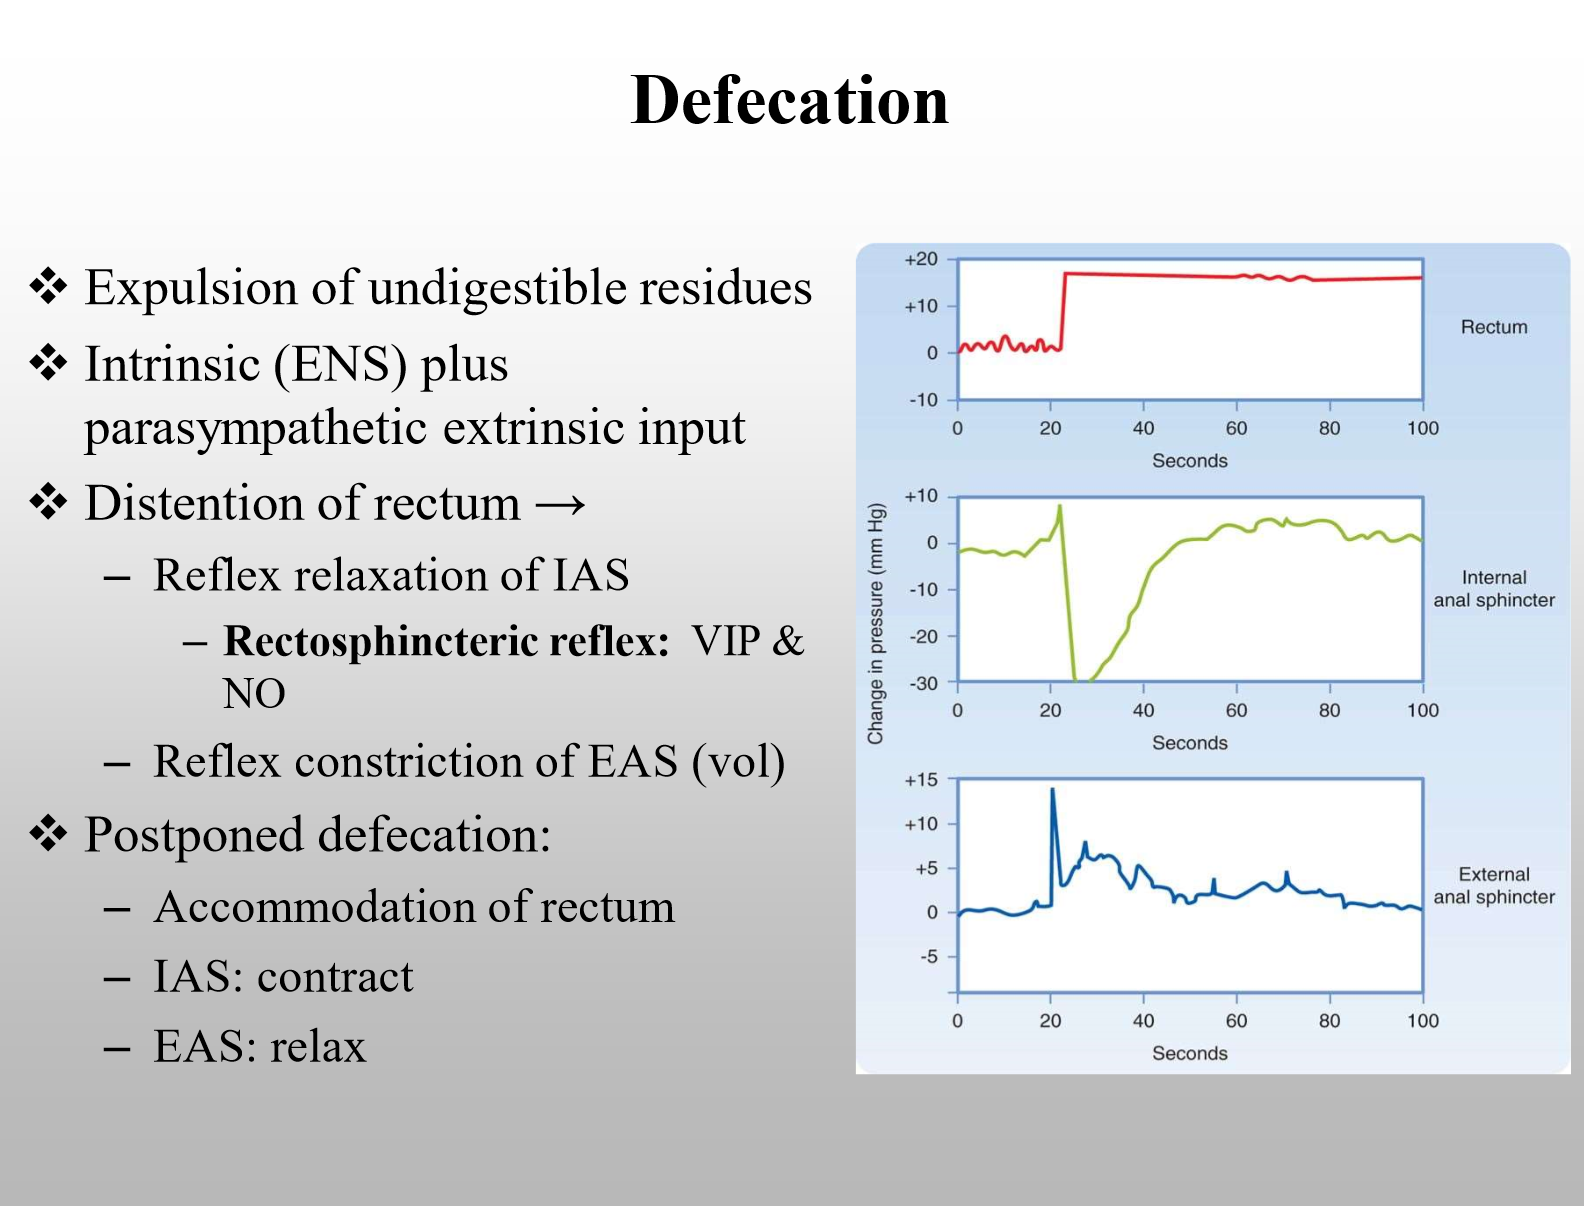 Defecation
❖ Expulsion of undigestible residues
❖ Intrinsic (ENS) plus
parasympathetic extrinsic input
❖ Distention of rectum →
– Reflex relaxation of IAS
– Rectosphincteric reflex: VIP &
NO
– Reflex constriction of EAS (vol)
❖ Postponed defecation:
– Accommodation of rectum
– IAS: contract
– EAS: relax
Change in pressure (mm Hg)
+20
+10
0
-10
0 20 40 60 80 100
Seconds
Rectum
+10
0
-10
-20
-30
0 20 40 60 80 100
Seconds
Internal
anal sphincter
+15
+10
+5
0
-5
0 20 40 60 80 100
Seconds
External
anal sphincter